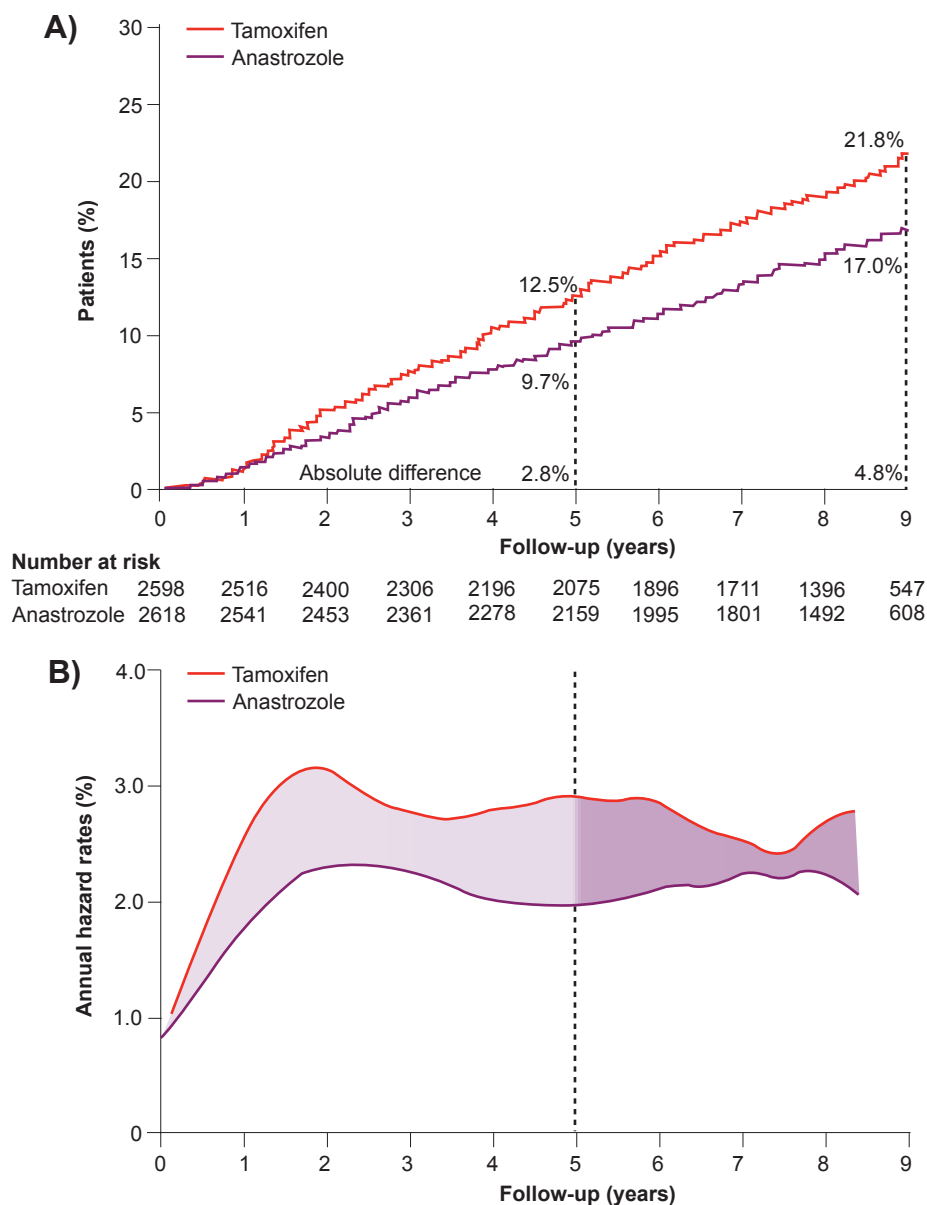 A)
Tamoxifen
Anastrozole
Patients (%)
30
25
20
15
10
5
0
21.8%
17.0%
12.5%
9.7%
Absolute difference 2.8% 4.8%
0 1 2 3 4 5 6 7 8 9
Follow-up (years)
Number at risk
Tamoxifen 2598 2516 2400 2306 2196 2075 1896 1711 1396 547
Anastrozole 2618 2541 2453 2361 2278 2159 1995 1801 1492 608
B)
Tamoxifen
Anastrozole
Annual hazard rates (%)
4.0
3.0
2.0
1.0
0
0 1 2 3 4 5 6 7 8 9
Follow-up (years)